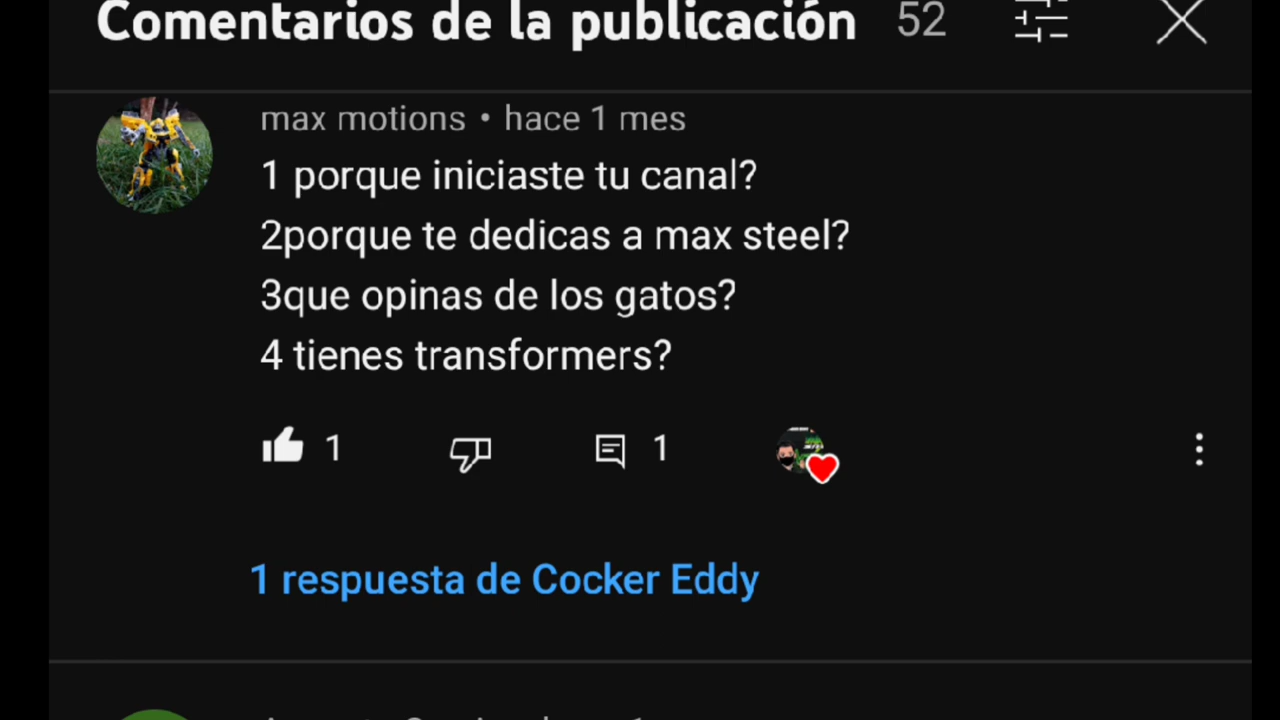 Comentarios de la publicación 52
max motions • hace 1 mes
1 porque iniciaste tu canal?
2porque te dedicas a max steel?
3que opinas de los gatos?
4 tienes transformers?
1 1
1 respuesta de Cocker Eddy